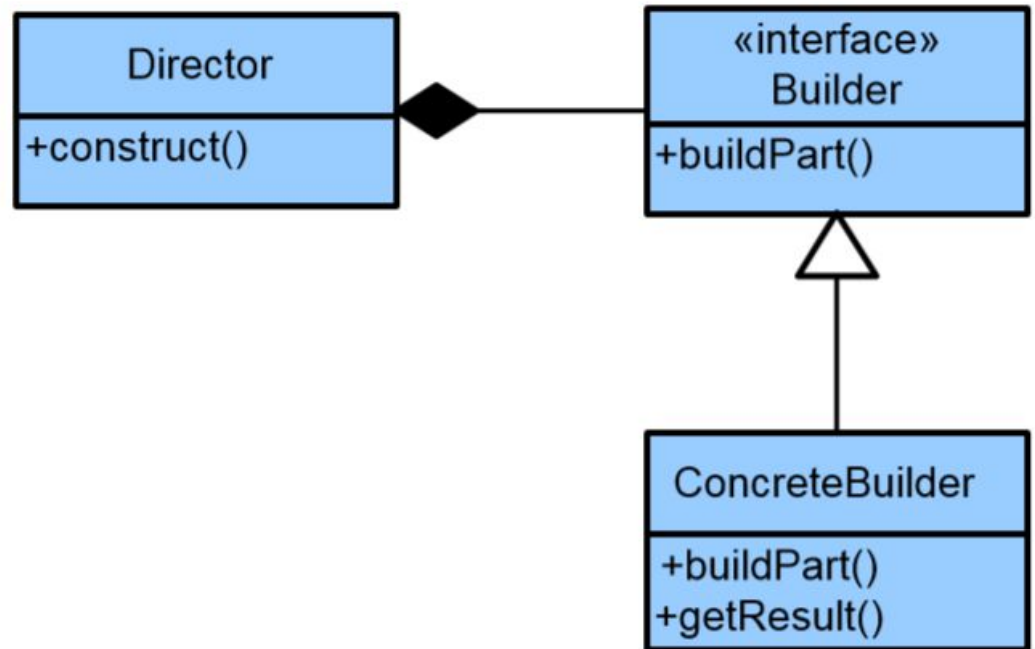 Director
+construct()
«interface»
Builder
+buildPart()
ConcreteBuilder
+buildPart()
+getResult()